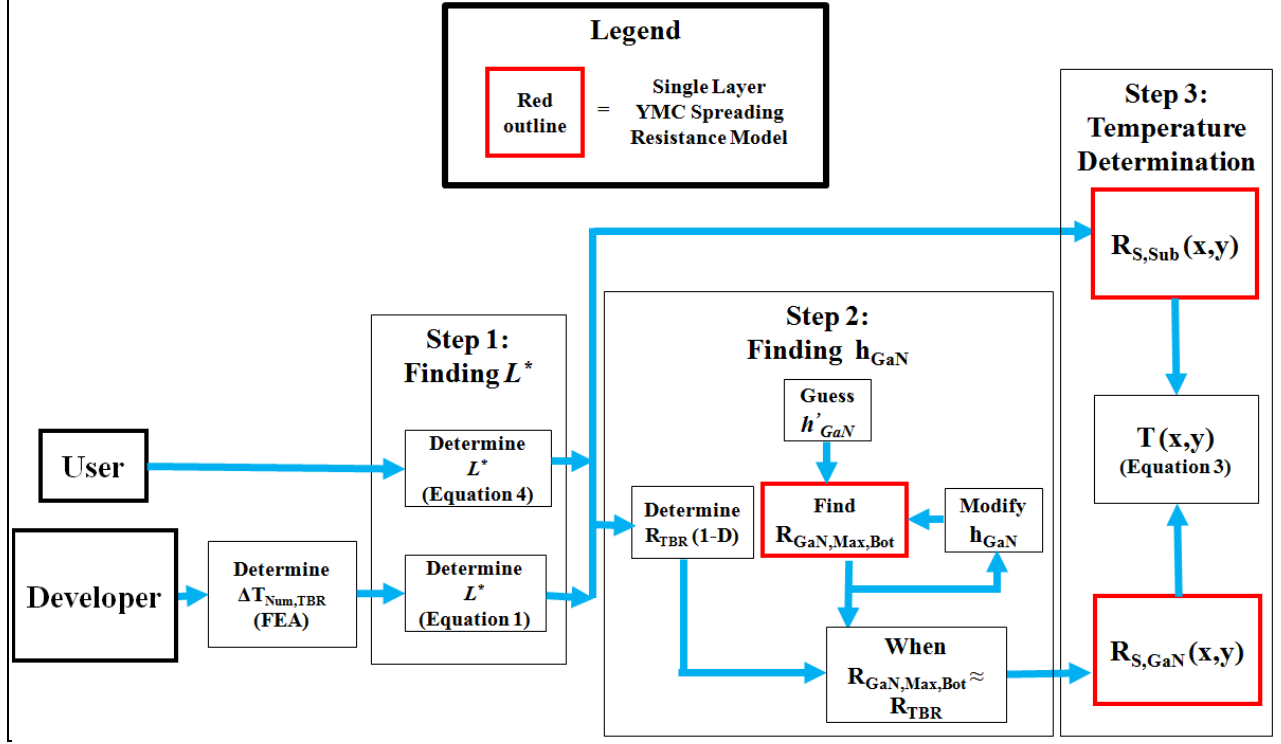 Legend
Red
outline
=
Single Layer
YMC Spreading
Resistance Model
Step 1:
Finding L*
User
Determine
L*
(Equation 4)
Developer
Determine
ΔT_Num,TBR
(FEA)
Determine
L*
(Equation 1)
Step 2:
Finding h_GaN
Guess
h'_GaN
Determine
R_TBR (1-D)
Find
R_GaN,Max,Bot
Modify
h_GaN
When
R_GaN,Max,Bot ≈
R_TBR
Step 3:
Temperature
Determination
R_S,Sub (x,y)
T (x,y)
(Equation 3)
R_S,GaN (x,y)